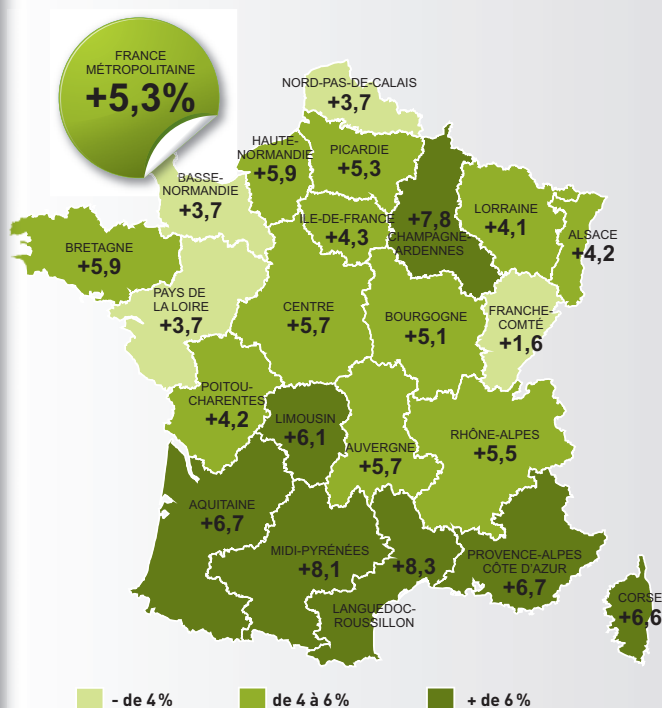 FRANCE
MÉTROPOLITAINE
+5,3%
NORD-PAS-DE-CALAIS
+3,7
HAUTE-
NORMANDIE
+5,9
PICARDIE
+5,3
BASSE-
NORMANDIE
+3,7
ILE-DE-FRANCE
+4,3
+7,8
CHAMPAGNE-
ARDENNES
LORRAINE
+4,1
ALSACE
+4,2
BRETAGNE
+5,9
PAYS DE
LA LOIRE
+3,7
CENTRE
+5,7
BOURGOGNE
+5,1
FRANCHE-
COMTÉ
+1,6
POITOU-
CHARENTES
+4,2
LIMOUSIN
+6,1
AUVERGNE
+5,7
RHÔNE-ALPES
+5,5
AQUITAINE
+6,7
MIDI-PYRÉNÉES
+8,1
+8,3
LANGUEDOC-
ROUSSILLON
PROVENCE-ALPES
CÔTE D'AZUR
+6,7
CORSE
+6,6
- de 4%
de 4 à 6%
+ de 6%